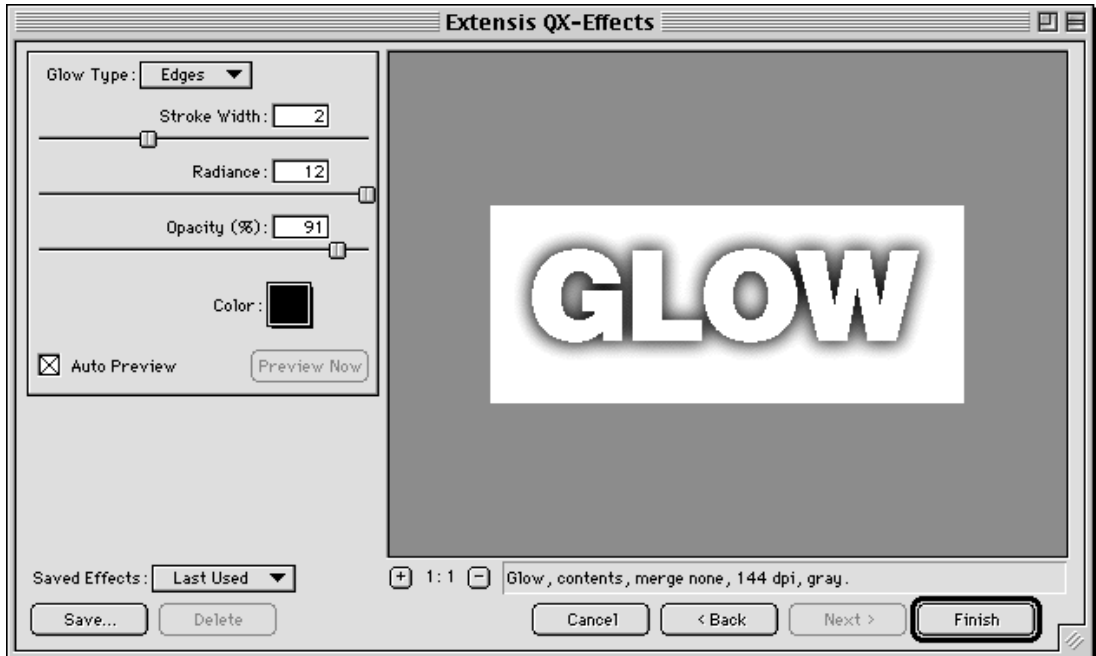 Extensis QX-Effects
Glow Type: Edges
Stroke Width: 2
Radiance: 12
Opacity (%): 91
Color:
Auto Preview Preview Now
GLOW
Saved Effects: Last Used
+ 1:1 - Glow, contents, merge none, 144 dpi, gray.
Save... Delete Cancel < Back Next > Finish